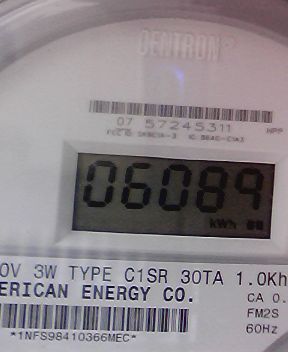 CENTRON®
07 57245311
06089
kWh
0V 3W TYPE C1SR 30TA 1.0Kh
ERICAN ENERGY CO.
CA 0.
FM2S
60Hz
*1NFS98410366MEC*